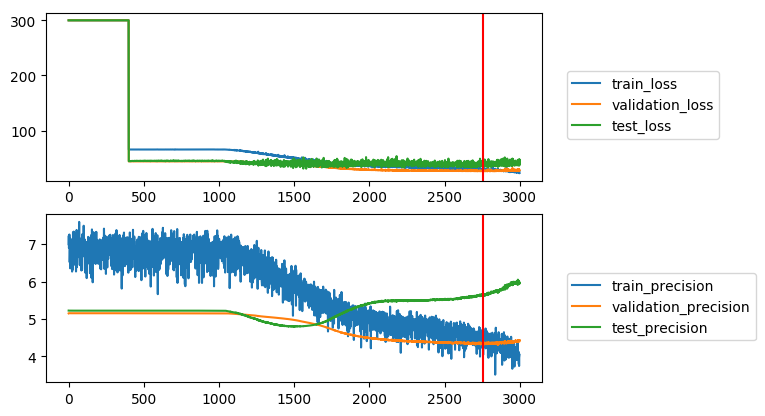 300
200
100
0 500 1000 1500 2000 2500 3000
train_loss
validation_loss
test_loss
7
6
5
4
0 500 1000 1500 2000 2500 3000
train_precision
validation_precision
test_precision